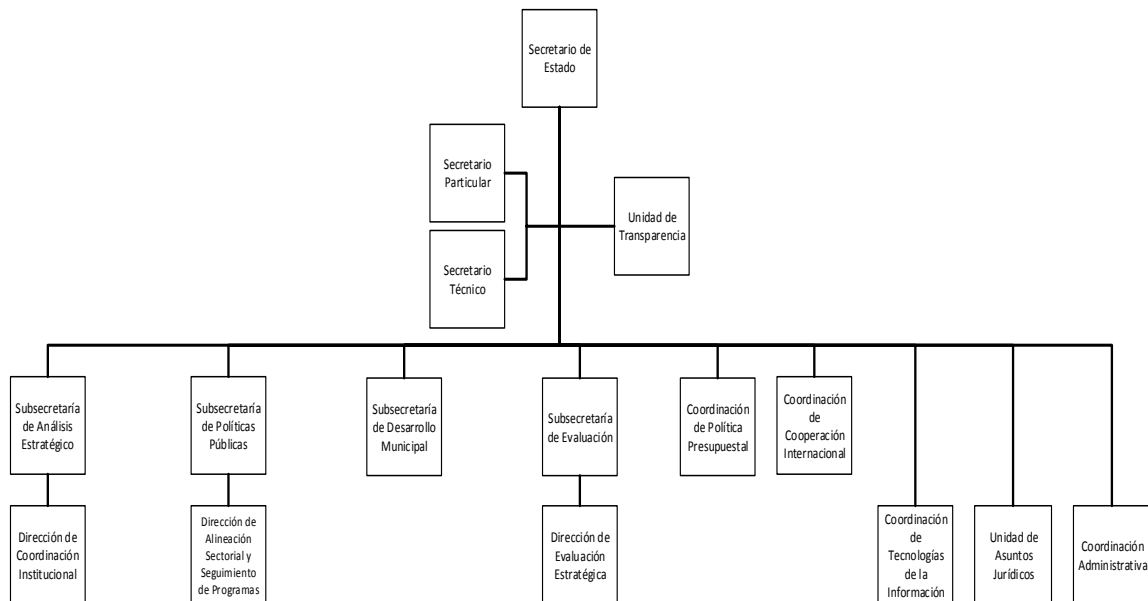 Secretario de
Estado
Secretario
Particular
Unidad de
Transparencia
Secretario
Técnico
Subsecretaría
de Análisis
Estratégico
Subsecretaría
de Políticas
Públicas
Subsecretaría
de Desarrollo
Municipal
Subsecretaría
de Evaluación
Coordinación
de Política
Presupuestal
Coordinación
de
Cooperación
Internacional
Dirección de
Coordinación
Institucional
Dirección de
Alineación
Sectorial y
Seguimiento
de Programas
Dirección de
Evaluación
Estratégica
Coordinación
de
Tecnologías
de la
Información
Unidad de
Asuntos
Jurídicos
Coordinación
Administrativa